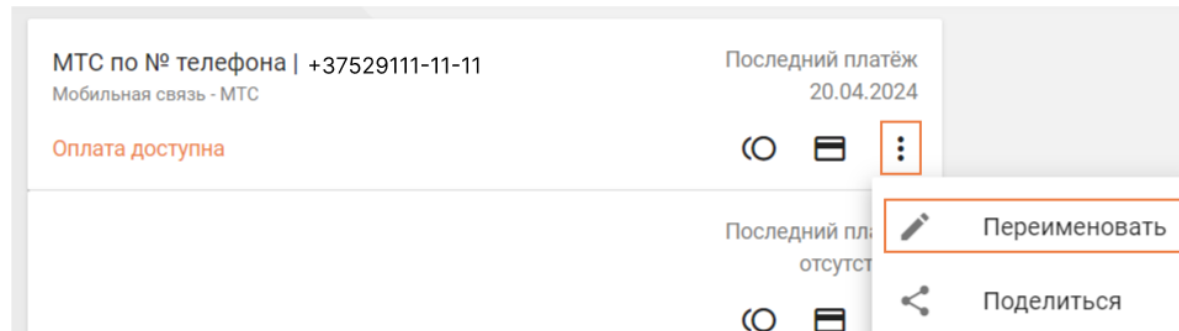 МТС по № телефона | +37529111-11-11
Последний платёж
Мобильная связь - МТС
20.04.2024
Оплата доступна
Переименовать
Последний
Поделиться